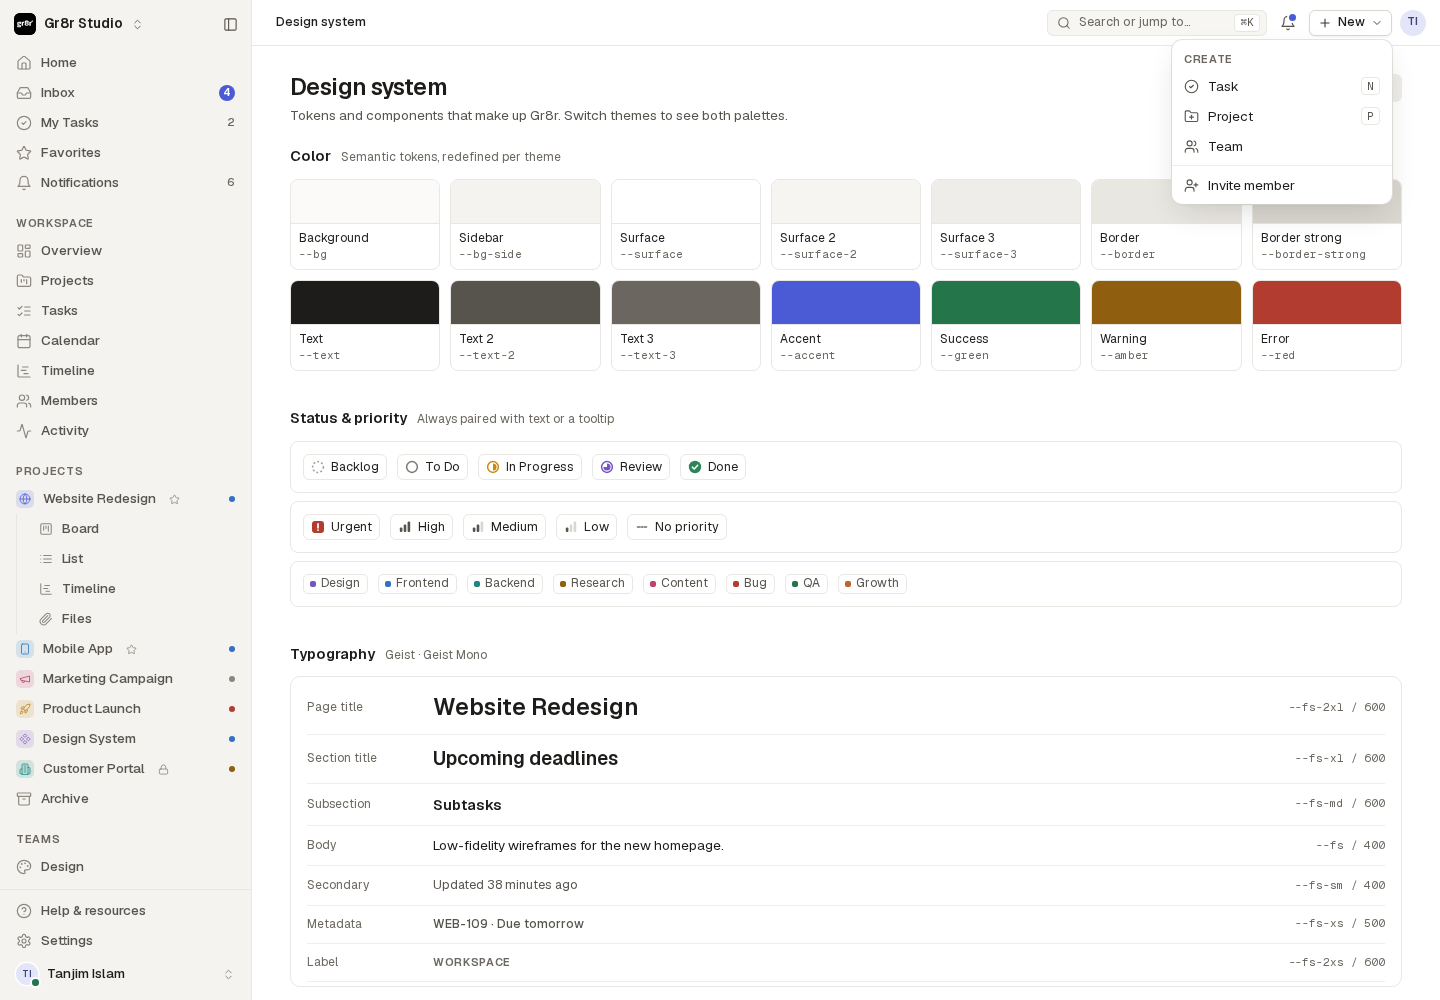 gr8r Gr8r Studio
Home
Inbox 4
My Tasks 2
Favorites
Notifications 6
WORKSPACE
Overview
Projects
Tasks
Calendar
Timeline
Members
Activity
PROJECTS
Website Redesign
Board
List
Timeline
Files
Mobile App
Marketing Campaign
Product Launch
Design System
Customer Portal
Archive
TEAMS
Design
Help & resources
Settings
TI Tanjim Islam
Design system
Search or jump to... ⌘K
New
TI
CREATE
Task N
Project P
Team
Invite member
Design system
Tokens and components that make up Gr8r. Switch themes to see both palettes.
Color Semantic tokens, redefined per theme
Background Sidebar Surface Surface 2 Surface 3 Border Border strong
--bg --bg-side --surface --surface-2 --surface-3 --border --border-strong
Text Text 2 Text 3 Accent Success Warning Error
--text --text-2 --text-3 --accent --green --amber --red
Status & priority Always paired with text or a tooltip
Backlog To Do In Progress Review Done
Urgent High Medium Low No priority
Design Frontend Backend Research Content Bug QA Growth
Typography Geist · Geist Mono
Page title Website Redesign --fs-2xl / 600
Section title Upcoming deadlines --fs-xl / 600
Subsection Subtasks --fs-md / 600
Body Low-fidelity wireframes for the new homepage. --fs / 400
Secondary Updated 38 minutes ago --fs-sm / 400
Metadata WEB-109 · Due tomorrow --fs-xs / 500
Label WORKSPACE --fs-2xs / 600